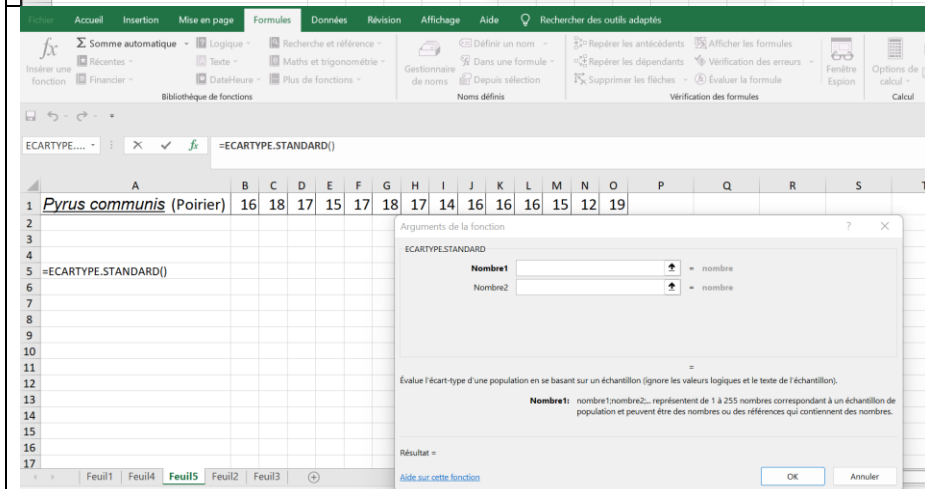 Fichier Accueil Insertion Mise en page Formules Données Révision Affichage Aide Rechercher des outils adaptés
Insérer une fonction
Σ Somme automatique
Récentes
Financier
Logique
Texte
DateHeure
Recherche et référence
Maths et trigonométrie
Plus de fonctions
Bibliothèque de fonctions
Gestionnaire de noms
Définir un nom
Dans une formule
Depuis sélection
Noms définis
Repérer les antécédents
Repérer les dépendants
Supprimer les flèches
Afficher les formules
Vérification des erreurs
Évaluer la formule
Vérification des formules
Fenêtre Espion
Options de calcul
Calcul
ECARTYPE.... fx =ECARTYPE.STANDARD()
A B C D E F G H I J K L M N O P Q R S
1 Pyrus communis (Poirier) 16 18 17 15 17 18 17 14 16 16 16 15 12 19
2
3
4
5 =ECARTYPE.STANDARD()
6
7
8
9
10
11
12
13
14
15
16
17
Arguments de la fonction ? ×
ECARTYPE.STANDARD
Nombre1 = nombre
Nombre2 = nombre
=
Évalue l'écart-type d'une population en se basant sur un échantillon (ignore les valeurs logiques et le texte de l'échantillon).
Nombre1: nombre1;nombre2;... représentent de 1 à 255 nombres correspondant à un échantillon de
population et peuvent être des nombres ou des références qui contiennent des nombres.
Résultat =
Aide sur cette fonction OK Annuler
Feuil1 Feuil4 Feuil5 Feuil2 Feuil3